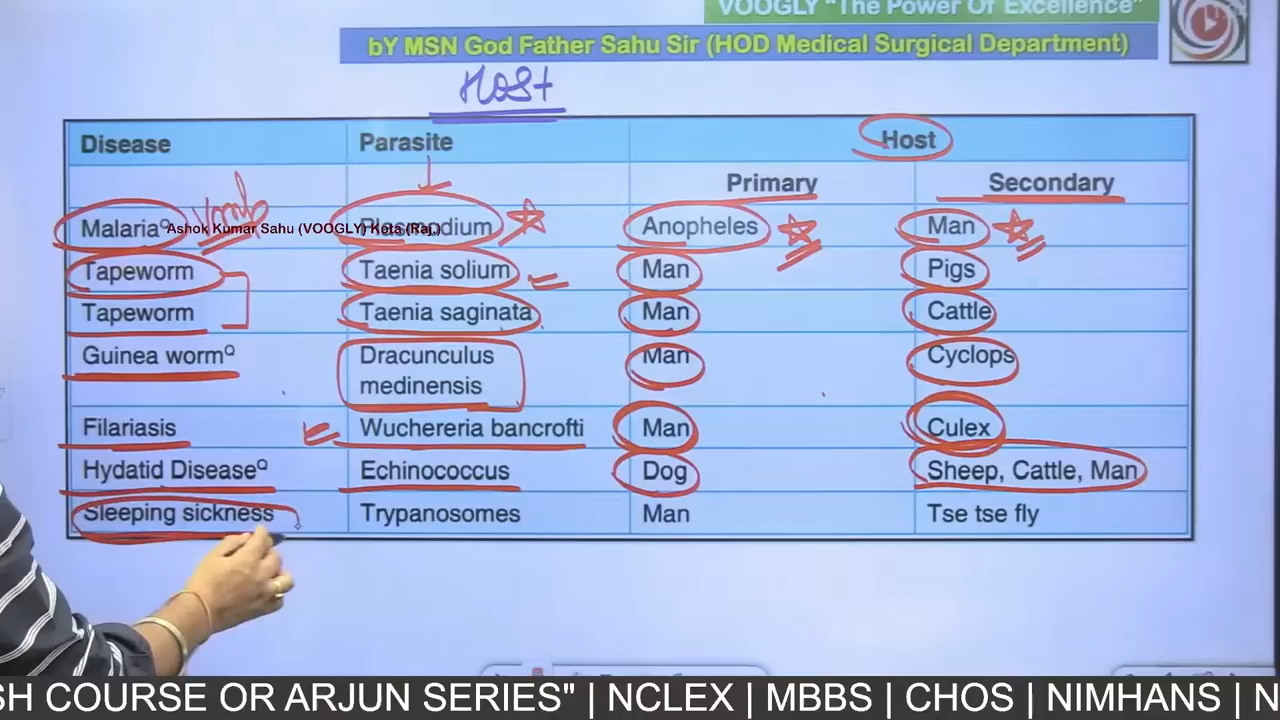 VOOGLY "The Power Of Excellence"
bY MSN God Father Sahu Sir (HOD Medical Surgical Department)
HOSt
Disease Parasite Host
Primary Secondary
Malaria^Q Plasmodium Anopheles Man
Ashok Kumar Sahu (VOOGLY) Kota (Raj.)
Tapeworm Taenia solium Man Pigs
Tapeworm Taenia saginata Man Cattle
Guinea worm^Q Dracunculus Man Cyclops
medinensis
Filariasis Wuchereria bancrofti Man Culex
Hydatid Disease^Q Echinococcus Dog Sheep, Cattle, Man
Sleeping sickness Trypanosomes Man Tse tse fly
SH COURSE OR ARJUN SERIES" | NCLEX | MBBS | CHOS | NIMHANS | N